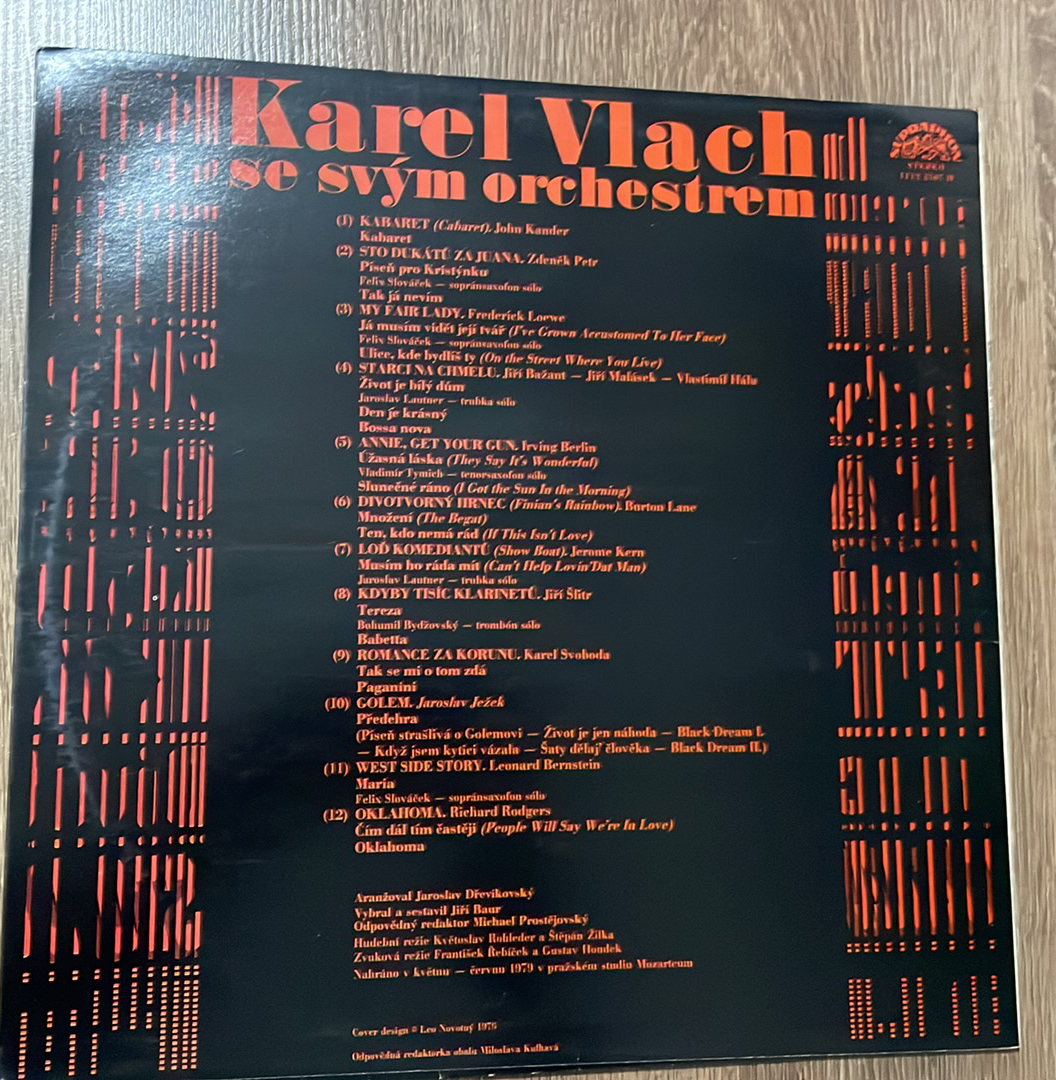 Karel Vlach
se svým orchestrem
SUPRAPHON
STEREO
(1) KABARET (Cabaret). John Kander
Kabaret
(2) STO DUKÁTŮ ZA JUANA. Zdeněk Petr
Píseň pro Kristýnku
Felix Slováček — sopránsaxofon sólo
Tak já nevím
(3) MY FAIR LADY. Frederick Loewe
Já musím vidět její tvář (I've Grown Accustomed To Her Face)
Felix Slováček — sopránsaxofon sólo
Ulice, kde bydlíš ty (On the Street Where You Live)
(4) STARCI NA CHMELU. Jiří Bažant — Jiří Malásek — Vlastimil Hála
Život je bílý dům
Jaroslav Lautner — trubka sólo
Den je krásný
Bossa nova
(5) ANNIE, GET YOUR GUN. Irving Berlin
Úžasná láska (They Say It's Wonderful)
Vladimír Tymich — tenorsaxofon sólo
Slunečné ráno (I Got the Sun In the Morning)
(6) DIVOTVORNÝ HRNEC (Finian's Rainbow). Burton Lane
Množení (The Begat)
Ten, kdo nemá rád (If This Isn't Love)
(7) LOĎ KOMEDIANTŮ (Show Boat). Jerome Kern
Musím ho ráda mít (Can't Help Lovin'Dat Man)
Jaroslav Lautner — trubka sólo
(8) KDYBY TISÍC KLARINETŮ. Jiří Šlitr
Tereza
Bohumil Bydžovský — trombón sólo
Babetta
(9) ROMANCE ZA KORUNU. Karel Svoboda
Tak se mi o tom zdá
Paganini
(10) GOLEM. Jaroslav Ježek
Předehra
(Píseň strašlivá o Golemovi — Život je jen náhoda — Black Dream I.
— Když jsem kytici vázala — Šaty dělaj' člověka — Black Dream II.)
(11) WEST SIDE STORY. Leonard Bernstein
Maria
Felix Slováček — sopránsaxofon sólo
(12) OKLAHOMA. Richard Rodgers
Čím dál tím častěji (People Will Say We're In Love)
Oklahoma
Aranžoval Jaroslav Dřevikovský
Vybral a sestavil Jiří Baur
Odpovědný redaktor Michael Prostějovský
Hudební režie Květoslav Rohleder a Štěpán Žilka
Zvuková režie František Řebíček a Gustav Houdek
Nahráno v květnu — červnu 1979 v pražském studiu Mozarteum
Cover design © Leo Novotný 1976
Odpovědná redaktorka obalu Miloslava Kulhavá